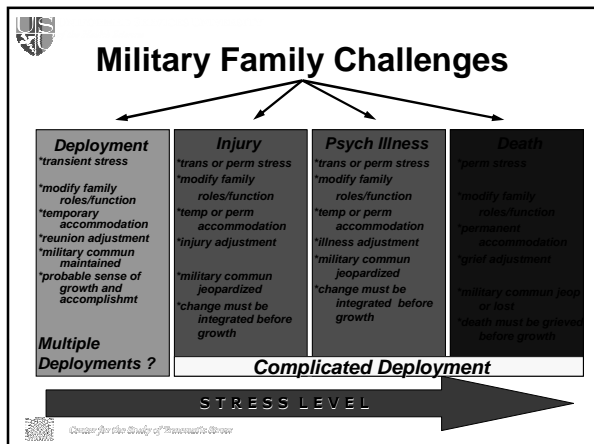 USU
Military Family Challenges
Deployment
*transient stress
*modify family
roles/function
*temporary
accommodation
*reunion adjustment
*military commun
maintained
*probable sense of
growth and
accomplishmt
Multiple
Deployments ?
Injury
*trans or perm stress
*modify family
roles/function
*temp or perm
accommodation
*injury adjustment
*military commun
jeopardized
*change must be
integrated before
growth
Psych Illness
*trans or perm stress
*modify family
roles/function
*temp or perm
accommodation
*illness adjustment
*military commun
jeopardized
*change must be
integrated before
growth
Death
*perm stress
*modify family
roles/function
*permanent
accommodation
*grief adjustment
*military commun jeop
or lost
*death must be grieved
before growth
Complicated Deployment
STRESS LEVEL
Center for the Study of Traumatic Stress